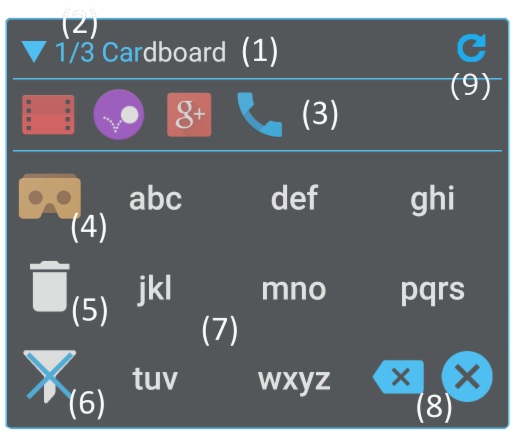 (2)
1/3 Cardboard (1)
(9)
g+ (3)
abc def ghi
(4)
jkl mno pqrs
(5)
(7)
tuv wxyz
(6) (8)